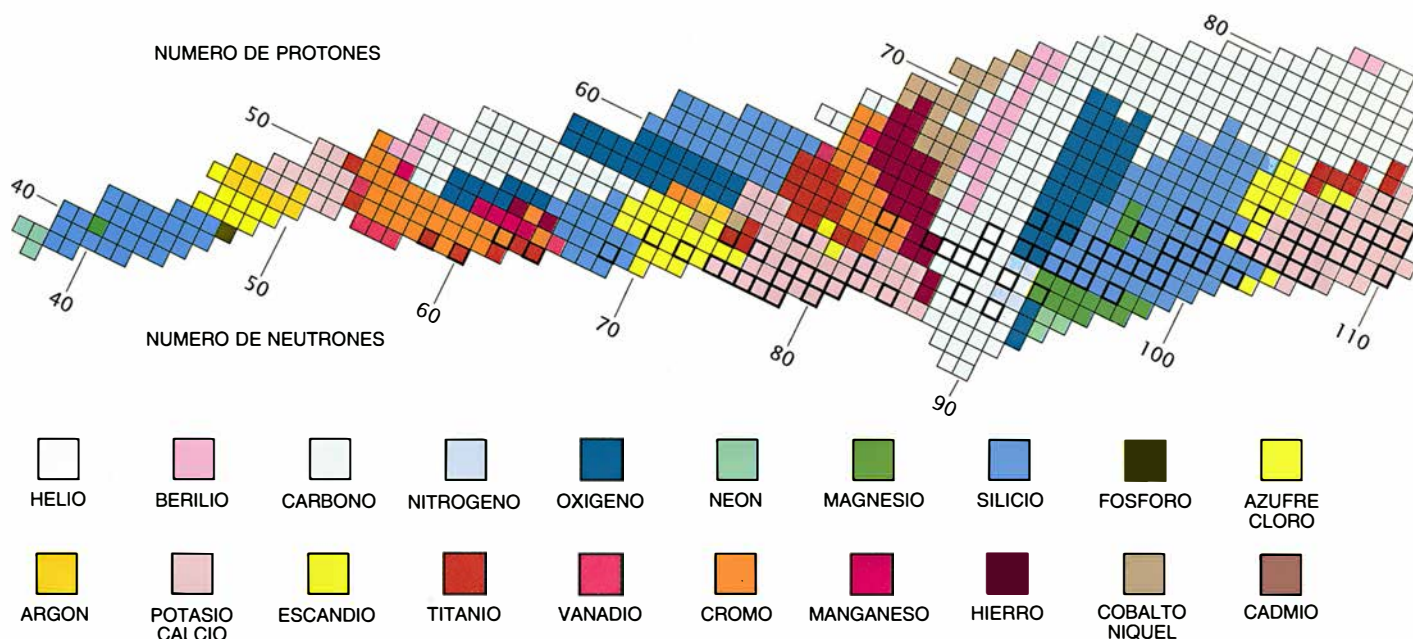 NUMERO DE PROTONES
40
50
60
70
80
NUMERO DE NEUTRONES
40
50
60
70
80
90
100
110
HELIO
BERILIO
CARBONO
NITROGENO
OXIGENO
NEON
MAGNESIO
SILICIO
FOSFORO
AZUFRE
CLORO
ARGON
POTASIO
CALCIO
ESCANDIO
TITANIO
VANADIO
CROMO
MANGANESO
HIERRO
COBALTO
NIQUEL
CADMIO